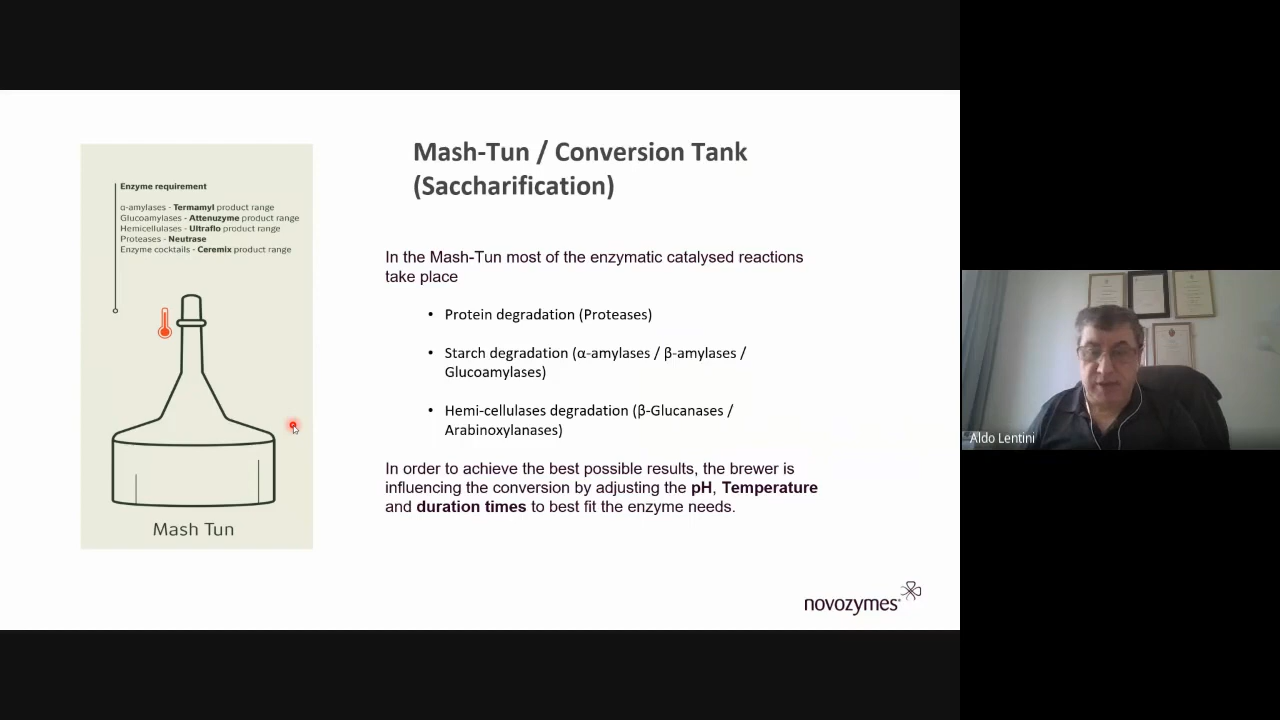 Mash-Tun / Conversion Tank
(Saccharification)
Enzyme requirement
α-amylases - Termamyl product range
Glucoamylases - Attenuzyme product range
Hemicellulases - Ultraflo product range
Proteases - Neutrase
Enzyme cocktails - Ceremix product range
Mash Tun
In the Mash-Tun most of the enzymatic catalysed reactions
take place
• Protein degradation (Proteases)
• Starch degradation (α-amylases / β-amylases /
Glucoamylases)
• Hemi-cellulases degradation (β-Glucanases /
Arabinoxylanases)
In order to achieve the best possible results, the brewer is
influencing the conversion by adjusting the pH, Temperature
and duration times to best fit the enzyme needs.
novozymes®
Aldo Lentini